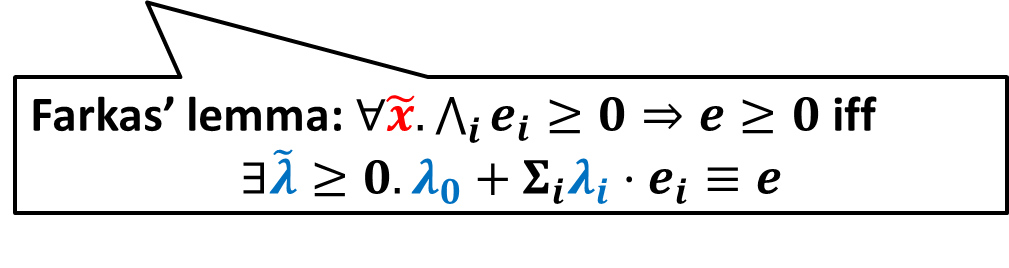 Farkas’ lemma: ∀x̃. ⋀ᵢ eᵢ ≥ 0 ⇒ e ≥ 0 iff
∃λ̃ ≥ 0. λ₀ + Σᵢλᵢ · eᵢ ≡ e